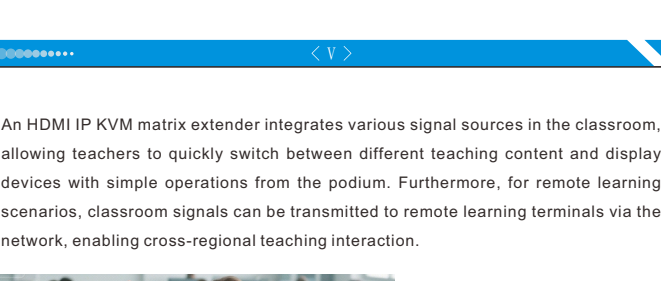 < V >
An HDMI IP KVM matrix extender integrates various signal sources in the classroom,
allowing teachers to quickly switch between different teaching content and display
devices with simple operations from the podium. Furthermore, for remote learning
scenarios, classroom signals can be transmitted to remote learning terminals via the
network, enabling cross-regional teaching interaction.